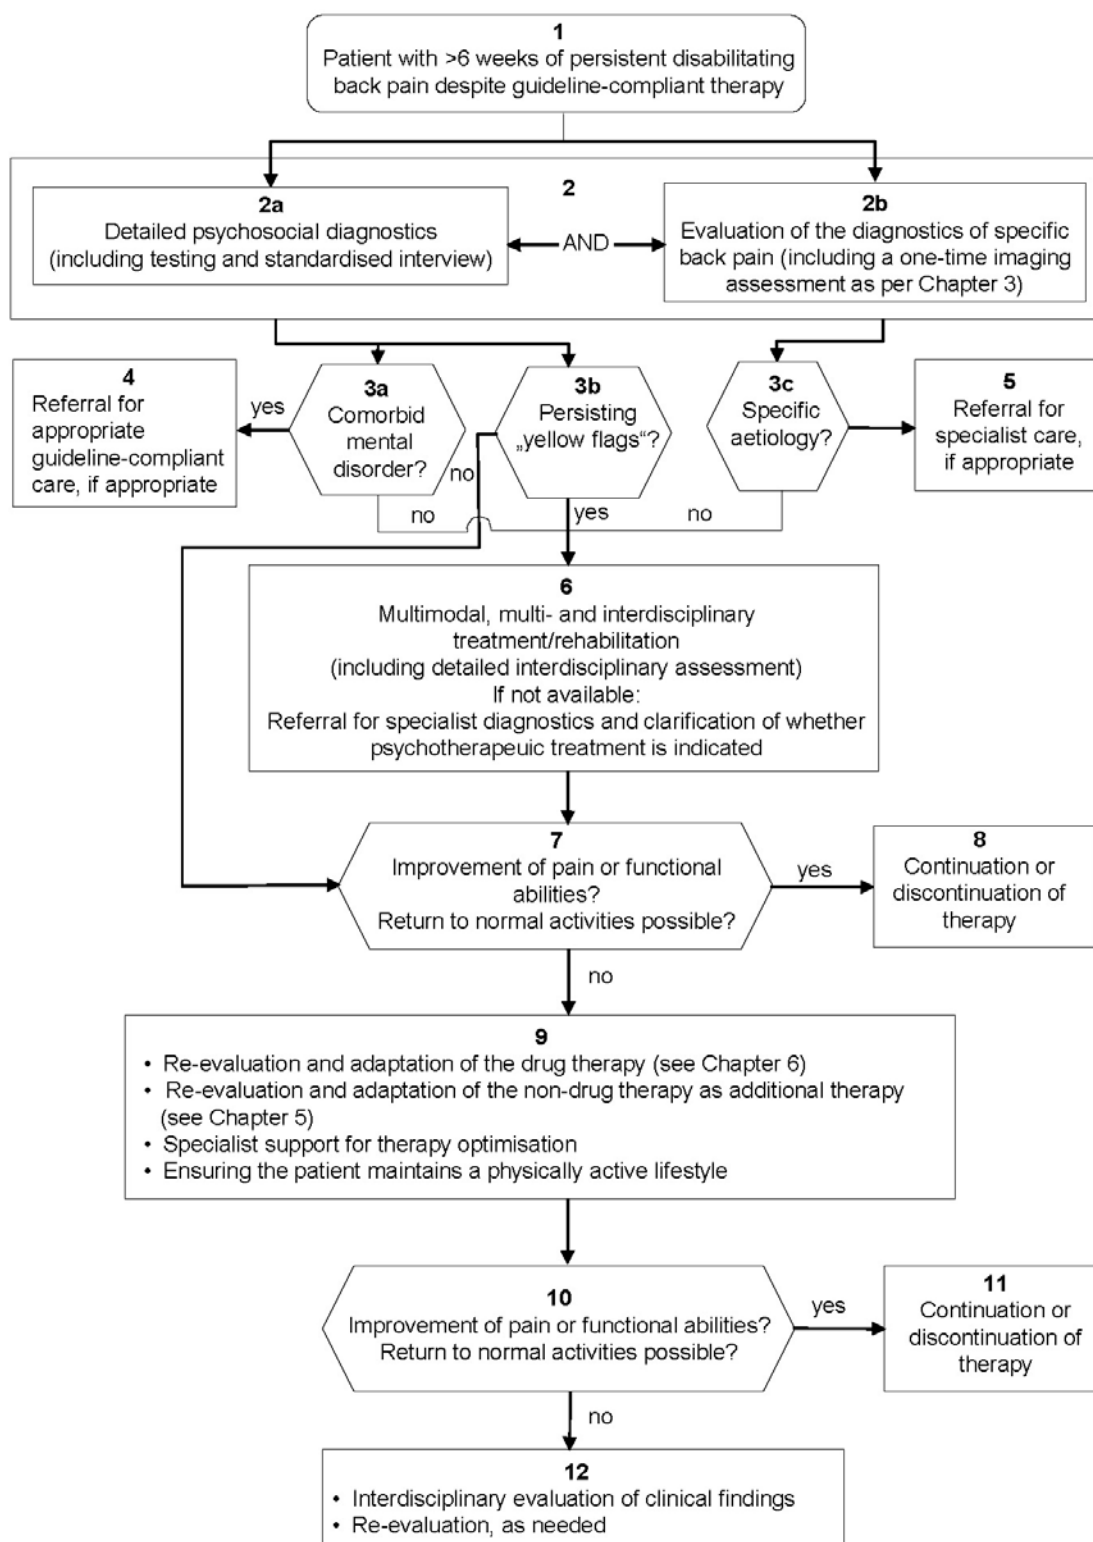 1
Patient with >6 weeks of persistent disabilitating
back pain despite guideline-compliant therapy
2
2a
Detailed psychosocial diagnostics
(including testing and standardised interview)
AND
2b
Evaluation of the diagnostics of specific
back pain (including a one-time imaging
assessment as per Chapter 3)
4
Referral for
appropriate
guideline-compliant
care, if appropriate
yes
3a
Comorbid
mental
disorder?
no
no
3b
Persisting
„yellow flags“?
yes
3c
Specific
aetiology?
no
5
Referral for
specialist care,
if appropriate
6
Multimodal, multi- and interdisciplinary
treatment/rehabilitation
(including detailed interdisciplinary assessment)
If not available:
Referral for specialist diagnostics and clarification of whether
psychotherapeuic treatment is indicated
7
Improvement of pain or functional
abilities?
Return to normal activities possible?
yes
8
Continuation or
discontinuation of
therapy
no
9
• Re-evaluation and adaptation of the drug therapy (see Chapter 6)
• Re-evaluation and adaptation of the non-drug therapy as additional therapy
(see Chapter 5)
• Specialist support for therapy optimisation
• Ensuring the patient maintains a physically active lifestyle
10
Improvement of pain or functional abilities?
Return to normal activities possible?
yes
11
Continuation or
discontinuation of
therapy
no
12
• Interdisciplinary evaluation of clinical findings
• Re-evaluation, as needed